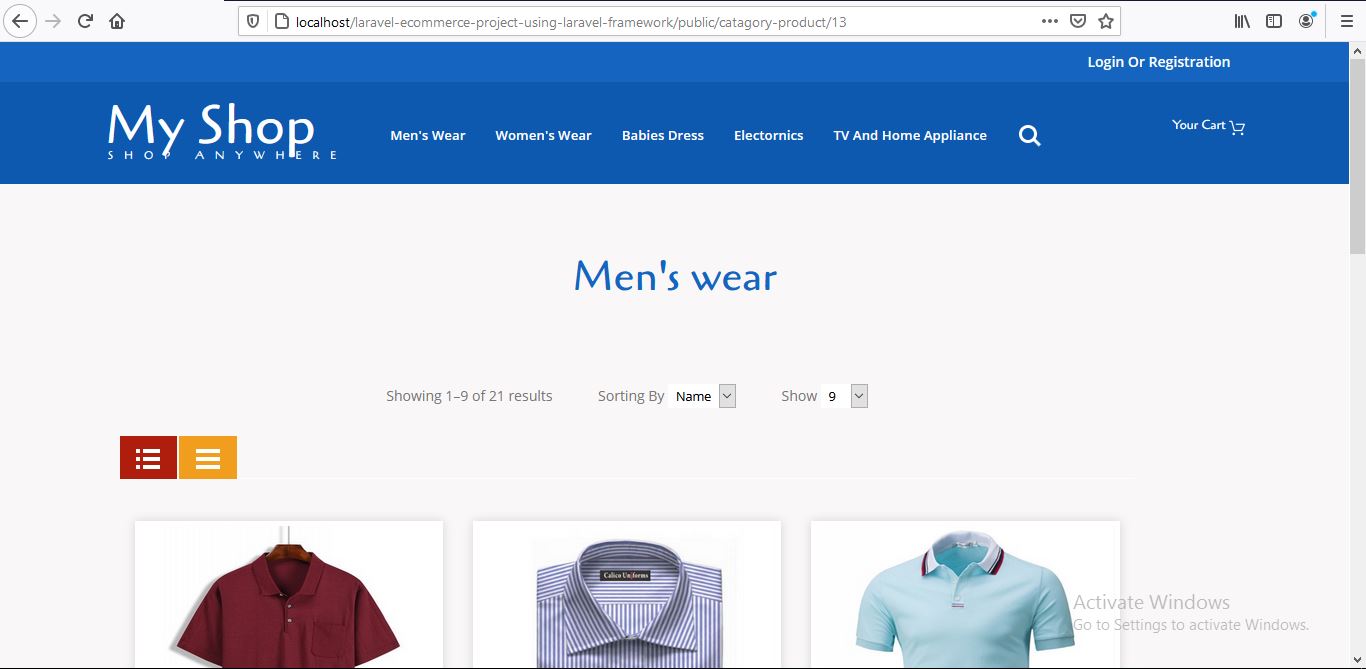 localhost/laravel-ecommerce-project-using-laravel-framework/public/catagory-product/13
Login Or Registration
My Shop
SHOP ANYWHERE
Men's Wear
Women's Wear
Babies Dress
Electornics
TV And Home Appliance
Your Cart
Men's wear
Showing 1–9 of 21 results
Sorting By Name
Show 9
Calico Uniforms
Activate Windows
Go to Settings to activate Windows.